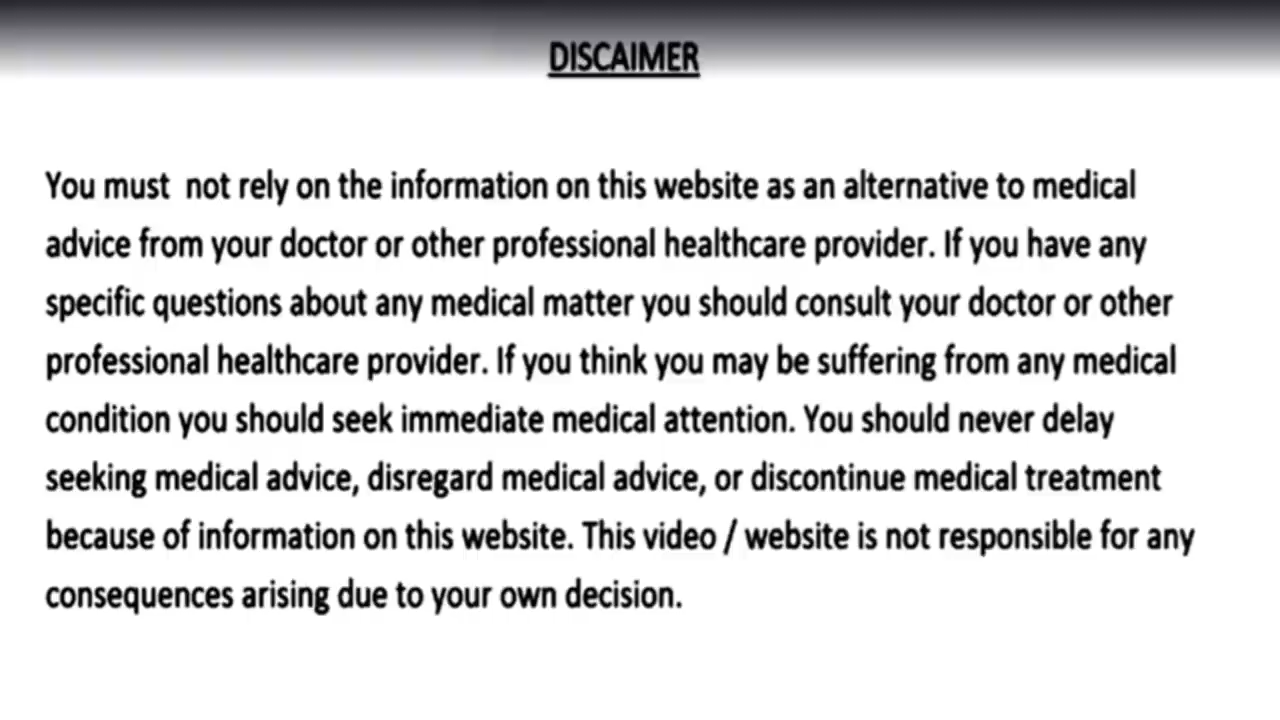 DISCAIMER
You must  not rely on the information on this website as an alternative to medical
advice from your doctor or other professional healthcare provider. If you have any
specific questions about any medical matter you should consult your doctor or other
professional healthcare provider. If you think you may be suffering from any medical
condition you should seek immediate medical attention. You should never delay
seeking medical advice, disregard medical advice, or discontinue medical treatment
because of information on this website. This video / website is not responsible for any
consequences arising due to your own decision.